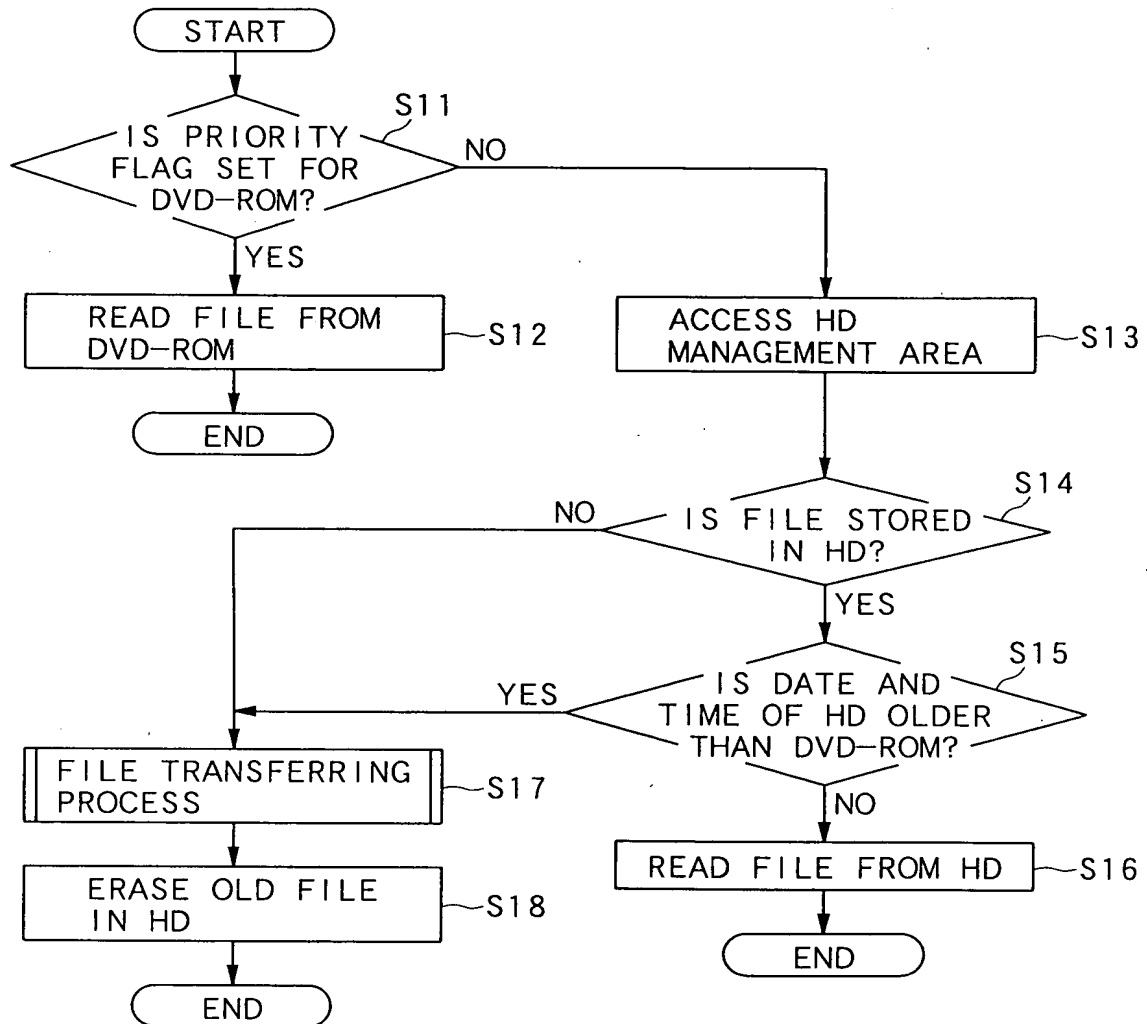 START
S11
IS PRIORITY
FLAG SET FOR
DVD-ROM?
NO
YES
READ FILE FROM
DVD-ROM
S12
END
ACCESS HD
MANAGEMENT AREA
S13
S14
IS FILE STORED
IN HD?
NO
YES
S15
IS DATE AND
TIME OF HD OLDER
THAN DVD-ROM?
YES
NO
FILE TRANSFERRING
PROCESS
S17
READ FILE FROM HD
S16
ERASE OLD FILE
IN HD
S18
END
END